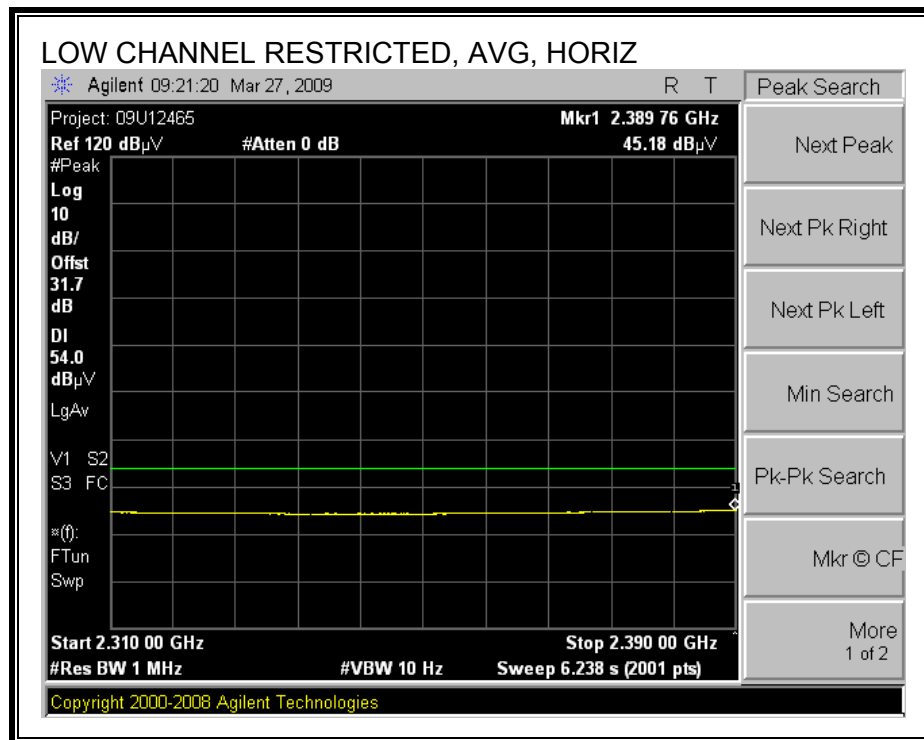 LOW CHANNEL RESTRICTED, AVG, HORIZ
Agilent 09:21:20 Mar 27, 2009
R T
Peak Search
Project: 09U12465
Mkr1 2.389 76 GHz
Ref 120 dBµV
#Atten 0 dB
45.18 dBµV
#Peak
Log
10
dB/
Offst
31.7
dB
DI
54.0
dBµV
LgAv
V1 S2
S3 FC
¤(f):
FTun
Swp
1
Start 2.310 00 GHz
Stop 2.390 00 GHz
#Res BW 1 MHz
#VBW 10 Hz
Sweep 6.238 s (2001 pts)
Next Peak
Next Pk Right
Next Pk Left
Min Search
Pk-Pk Search
Mkr © CF
More
1 of 2
Copyright 2000-2008 Agilent Technologies